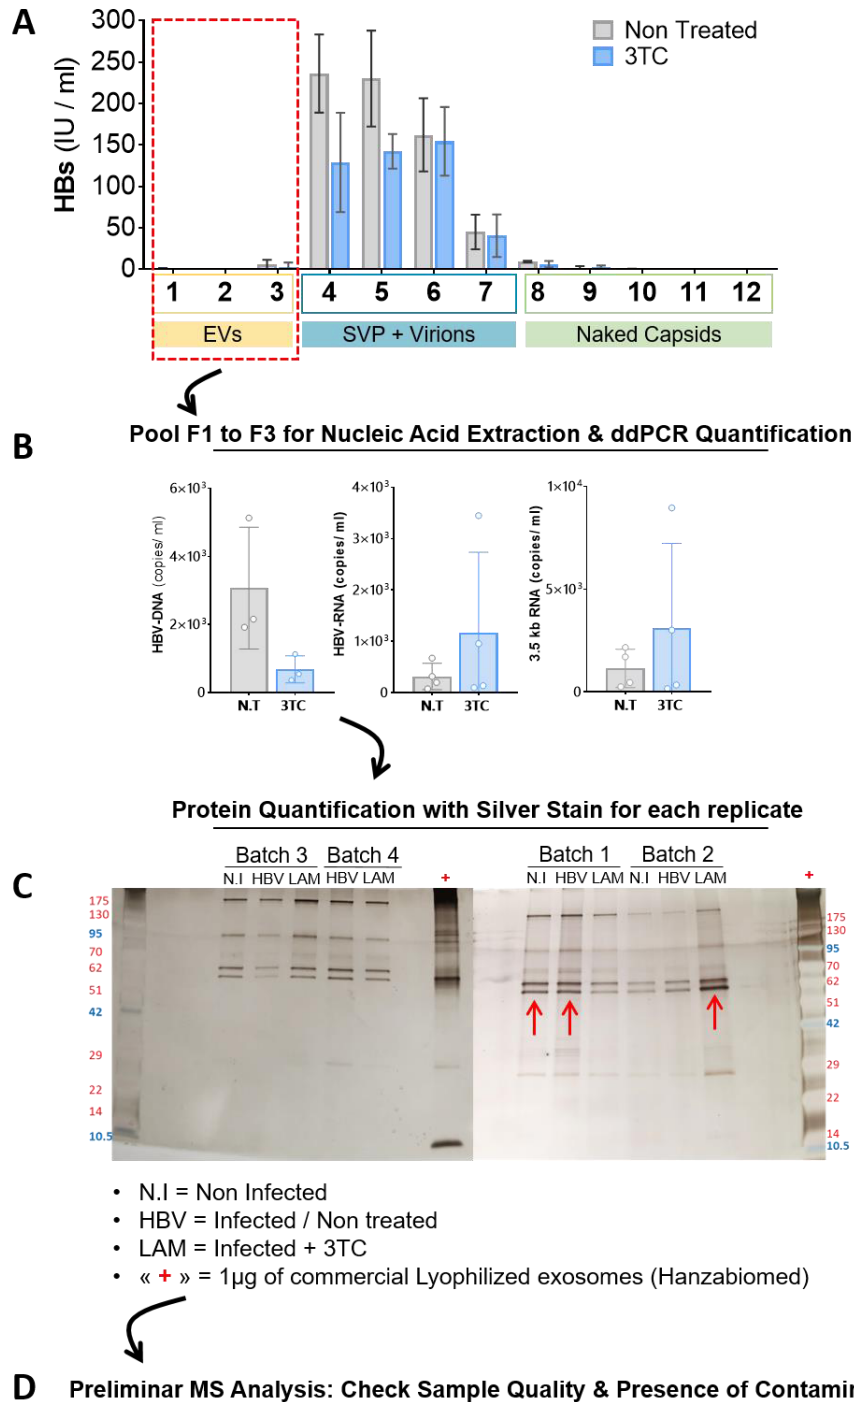 A
300
250
200
150
100
50
0
HBs (IU / ml)
Non Treated
3TC
1 2 3 4 5 6 7 8 9 10 11 12
EVs SVP + Virions Naked Capsids
Pool F1 to F3 for Nucleic Acid Extraction & ddPCR Quantification
B
HBV-DNA (copies/ ml)
6×10³
4×10³
2×10³
0
N.T 3TC
HBV-RNA (copies/ ml)
4×10³
3×10³
2×10³
1×10³
0
N.T 3TC
3.5 kb RNA (copies/ ml)
1×10⁴
5×10³
0
N.T 3TC
Protein Quantification with Silver Stain for each replicate
C
Batch 3 Batch 4 Batch 1 Batch 2
N.I HBV LAM HBV LAM + N.I HBV LAM N.I HBV LAM +
175
130
95
70
62
51
42
29
22
14
10.5
175
130
95
70
62
51
42
29
22
14
10.5
• N.I = Non Infected
• HBV = Infected / Non treated
• LAM = Infected + 3TC
• « + » = 1µg of commercial Lyophilized exosomes (Hanzabiomed)
D
Preliminar MS Analysis: Check Sample Quality & Presence of Contamin